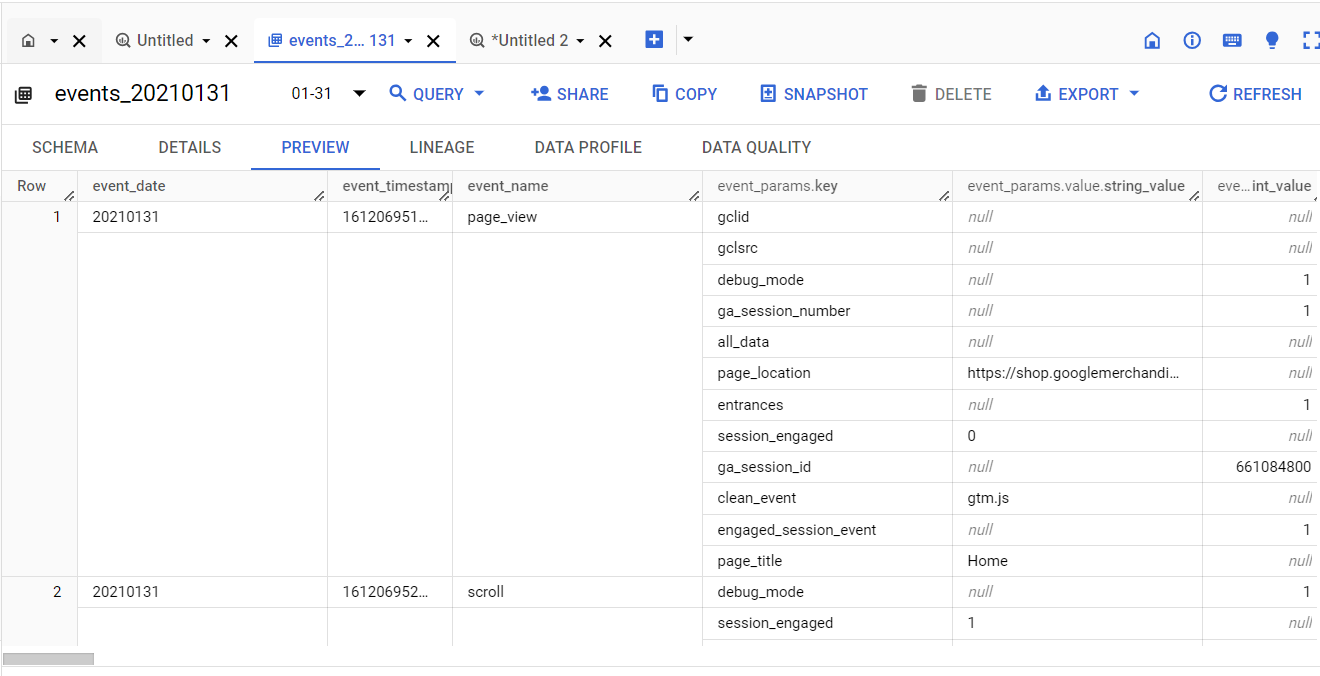 Untitled events_2... 131 *Untitled 2
events_20210131 01-31 QUERY SHARE COPY SNAPSHOT DELETE EXPORT REFRESH
SCHEMA DETAILS PREVIEW LINEAGE DATA PROFILE DATA QUALITY
Row event_date event_timestamp event_name event_params.key event_params.value.string_value eve...int_value
1 20210131 161206951... page_view gclid null null
gclsrc null null
debug_mode null 1
ga_session_number null 1
all_data null null
page_location https://shop.googlemerchandi... null
entrances null 1
session_engaged 0 null
ga_session_id null 661084800
clean_event gtm.js null
engaged_session_event null 1
page_title Home null
2 20210131 161206952... scroll debug_mode null 1
session_engaged 1 null